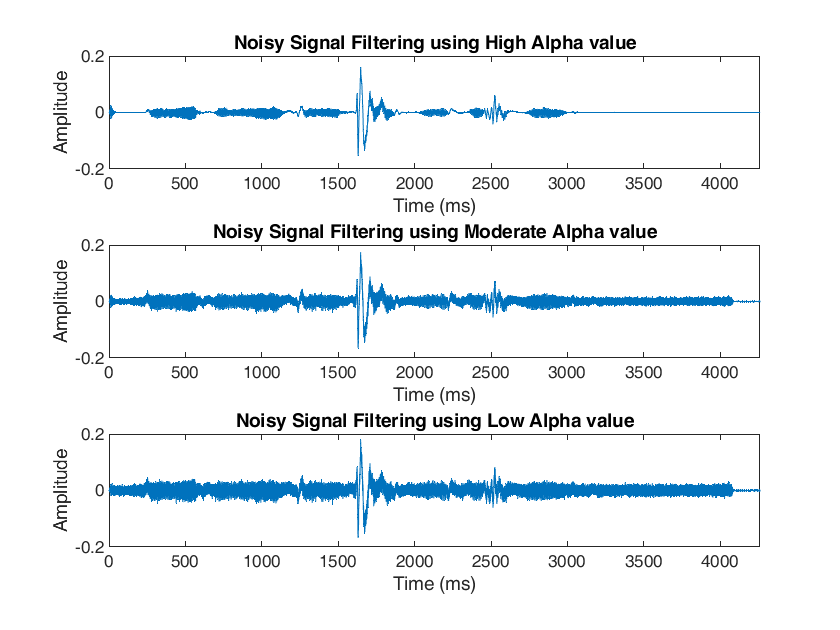 Noisy Signal Filtering using High Alpha value
0.2
0
-0.2
Amplitude
0 500 1000 1500 2000 2500 3000 3500 4000
Time (ms)
Noisy Signal Filtering using Moderate Alpha value
0.2
0
-0.2
Amplitude
0 500 1000 1500 2000 2500 3000 3500 4000
Time (ms)
Noisy Signal Filtering using Low Alpha value
0.2
0
-0.2
Amplitude
0 500 1000 1500 2000 2500 3000 3500 4000
Time (ms)